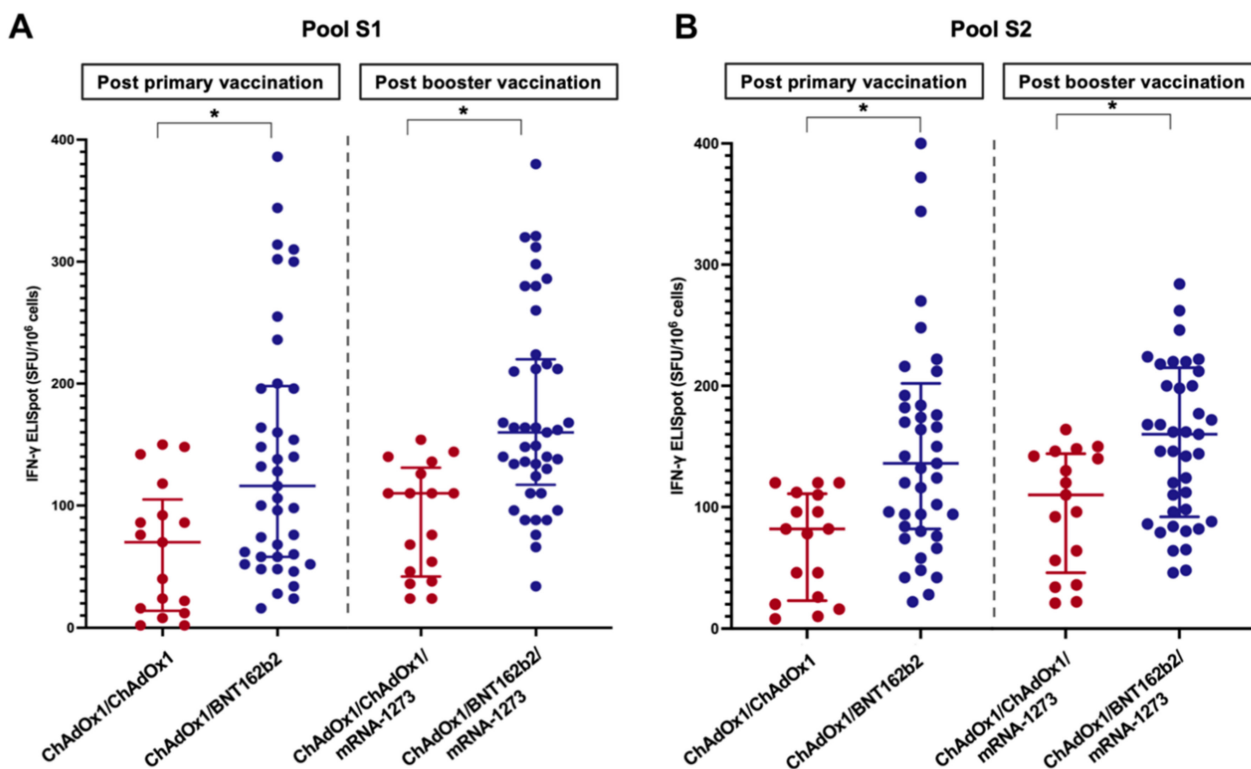 A
Pool S1
Post primary vaccination
Post booster vaccination
*
*
400
300
200
100
0
IFN-γ ELISpot (SFU/10⁶ cells)
ChAdOx1/ChAdOx1
ChAdOx1/BNT162b2
ChAdOx1/ChAdOx1/
mRNA-1273
ChAdOx1/BNT162b2/
mRNA-1273
B
Pool S2
Post primary vaccination
Post booster vaccination
*
*
400
300
200
100
0
IFN-γ ELISpot (SFU/10⁶ cells)
ChAdOx1/ChAdOx1
ChAdOx1/BNT162b2
ChAdOx1/ChAdOx1/
mRNA-1273
ChAdOx1/BNT162b2/
mRNA-1273